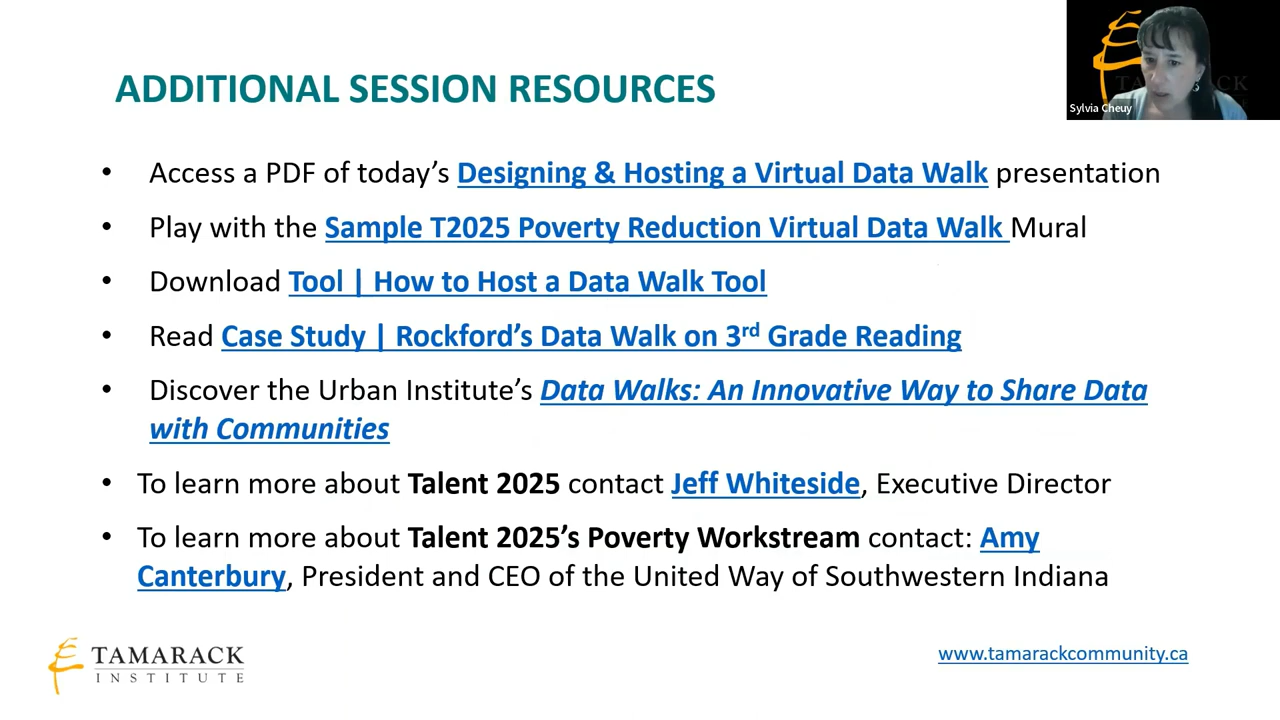 ADDITIONAL SESSION RESOURCES
Sylvia Cheuy
• Access a PDF of today’s Designing & Hosting a Virtual Data Walk presentation
• Play with the Sample T2025 Poverty Reduction Virtual Data Walk Mural
• Download Tool | How to Host a Data Walk Tool
• Read Case Study | Rockford’s Data Walk on 3rd Grade Reading
• Discover the Urban Institute’s Data Walks: An Innovative Way to Share Data
with Communities
• To learn more about Talent 2025 contact Jeff Whiteside, Executive Director
• To learn more about Talent 2025’s Poverty Workstream contact: Amy
Canterbury, President and CEO of the United Way of Southwestern Indiana
TAMARACK
INSTITUTE
www.tamarackcommunity.ca